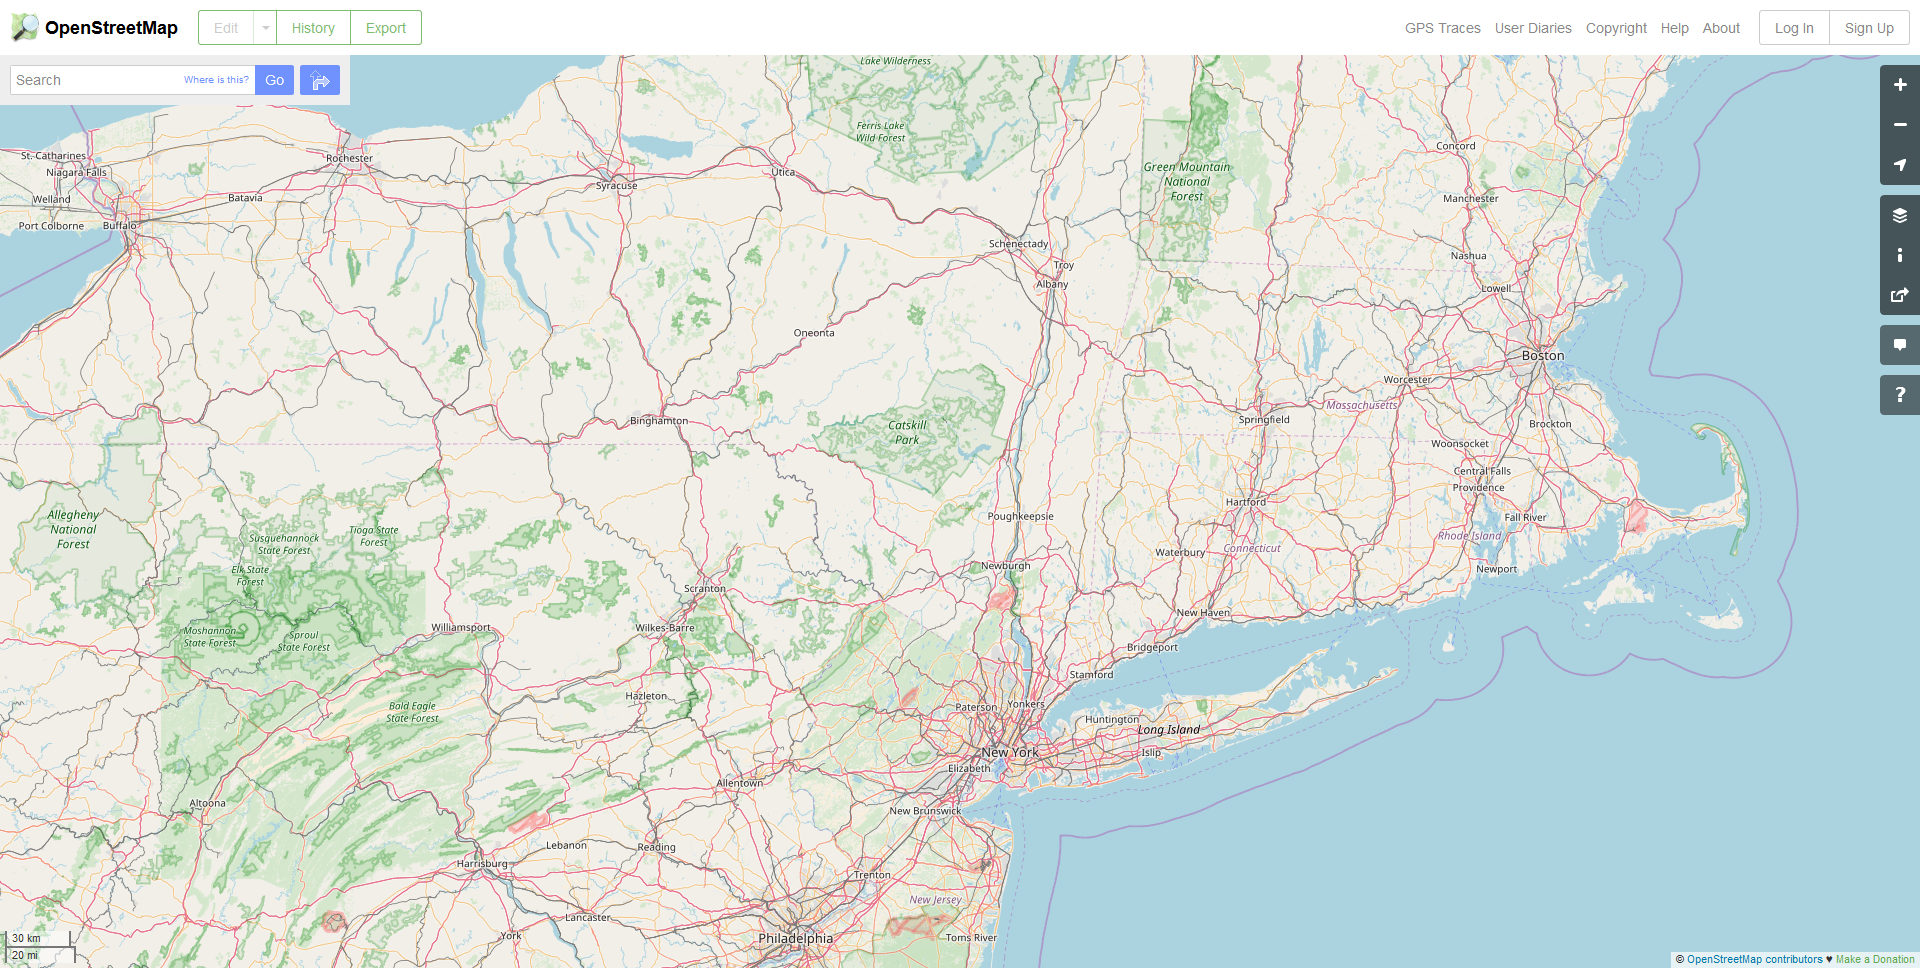 OpenStreetMap
Edit
History
Export
GPS Traces
User Diaries
Copyright
Help
About
Log In
Sign Up
Search
Where is this?
Go
Lake Wilderness
Ferris Lake
Wild Forest
Green Mountain
National
Forest
Concord
St. Catharines
Niagara Falls
Rochester
Utica
Syracuse
Welland
Batavia
Manchester
Port Colborne
Buffalo
Schenectady
Troy
Albany
Nashua
Lowell
Oneonta
Boston
Worcester
Massachusetts
Binghamton
Catskill
Park
Springfield
Brockton
Woonsocket
Central Falls
Providence
Hartford
Allegheny
National
Forest
Susquehannock
State Forest
Tioga State
Forest
Poughkeepsie
Fall River
Rhode Island
Waterbury
Connecticut
Elk State
Forest
Newburgh
Newport
Scranton
New Haven
Moshannon
State Forest
Sproul
State Forest
Williamsport
Wilkes-Barre
Bridgeport
Stamford
Hazleton
Bald Eagle
State Forest
Paterson
Yonkers
Huntington
Long Island
New York
Islip
Elizabeth
Allentown
Altoona
New Brunswick
Lebanon
Reading
Harrisburg
Trenton
New Jersey
Lancaster
York
Philadelphia
Toms River
30 km
20 mi
© OpenStreetMap contributors ♥ Make a Donation